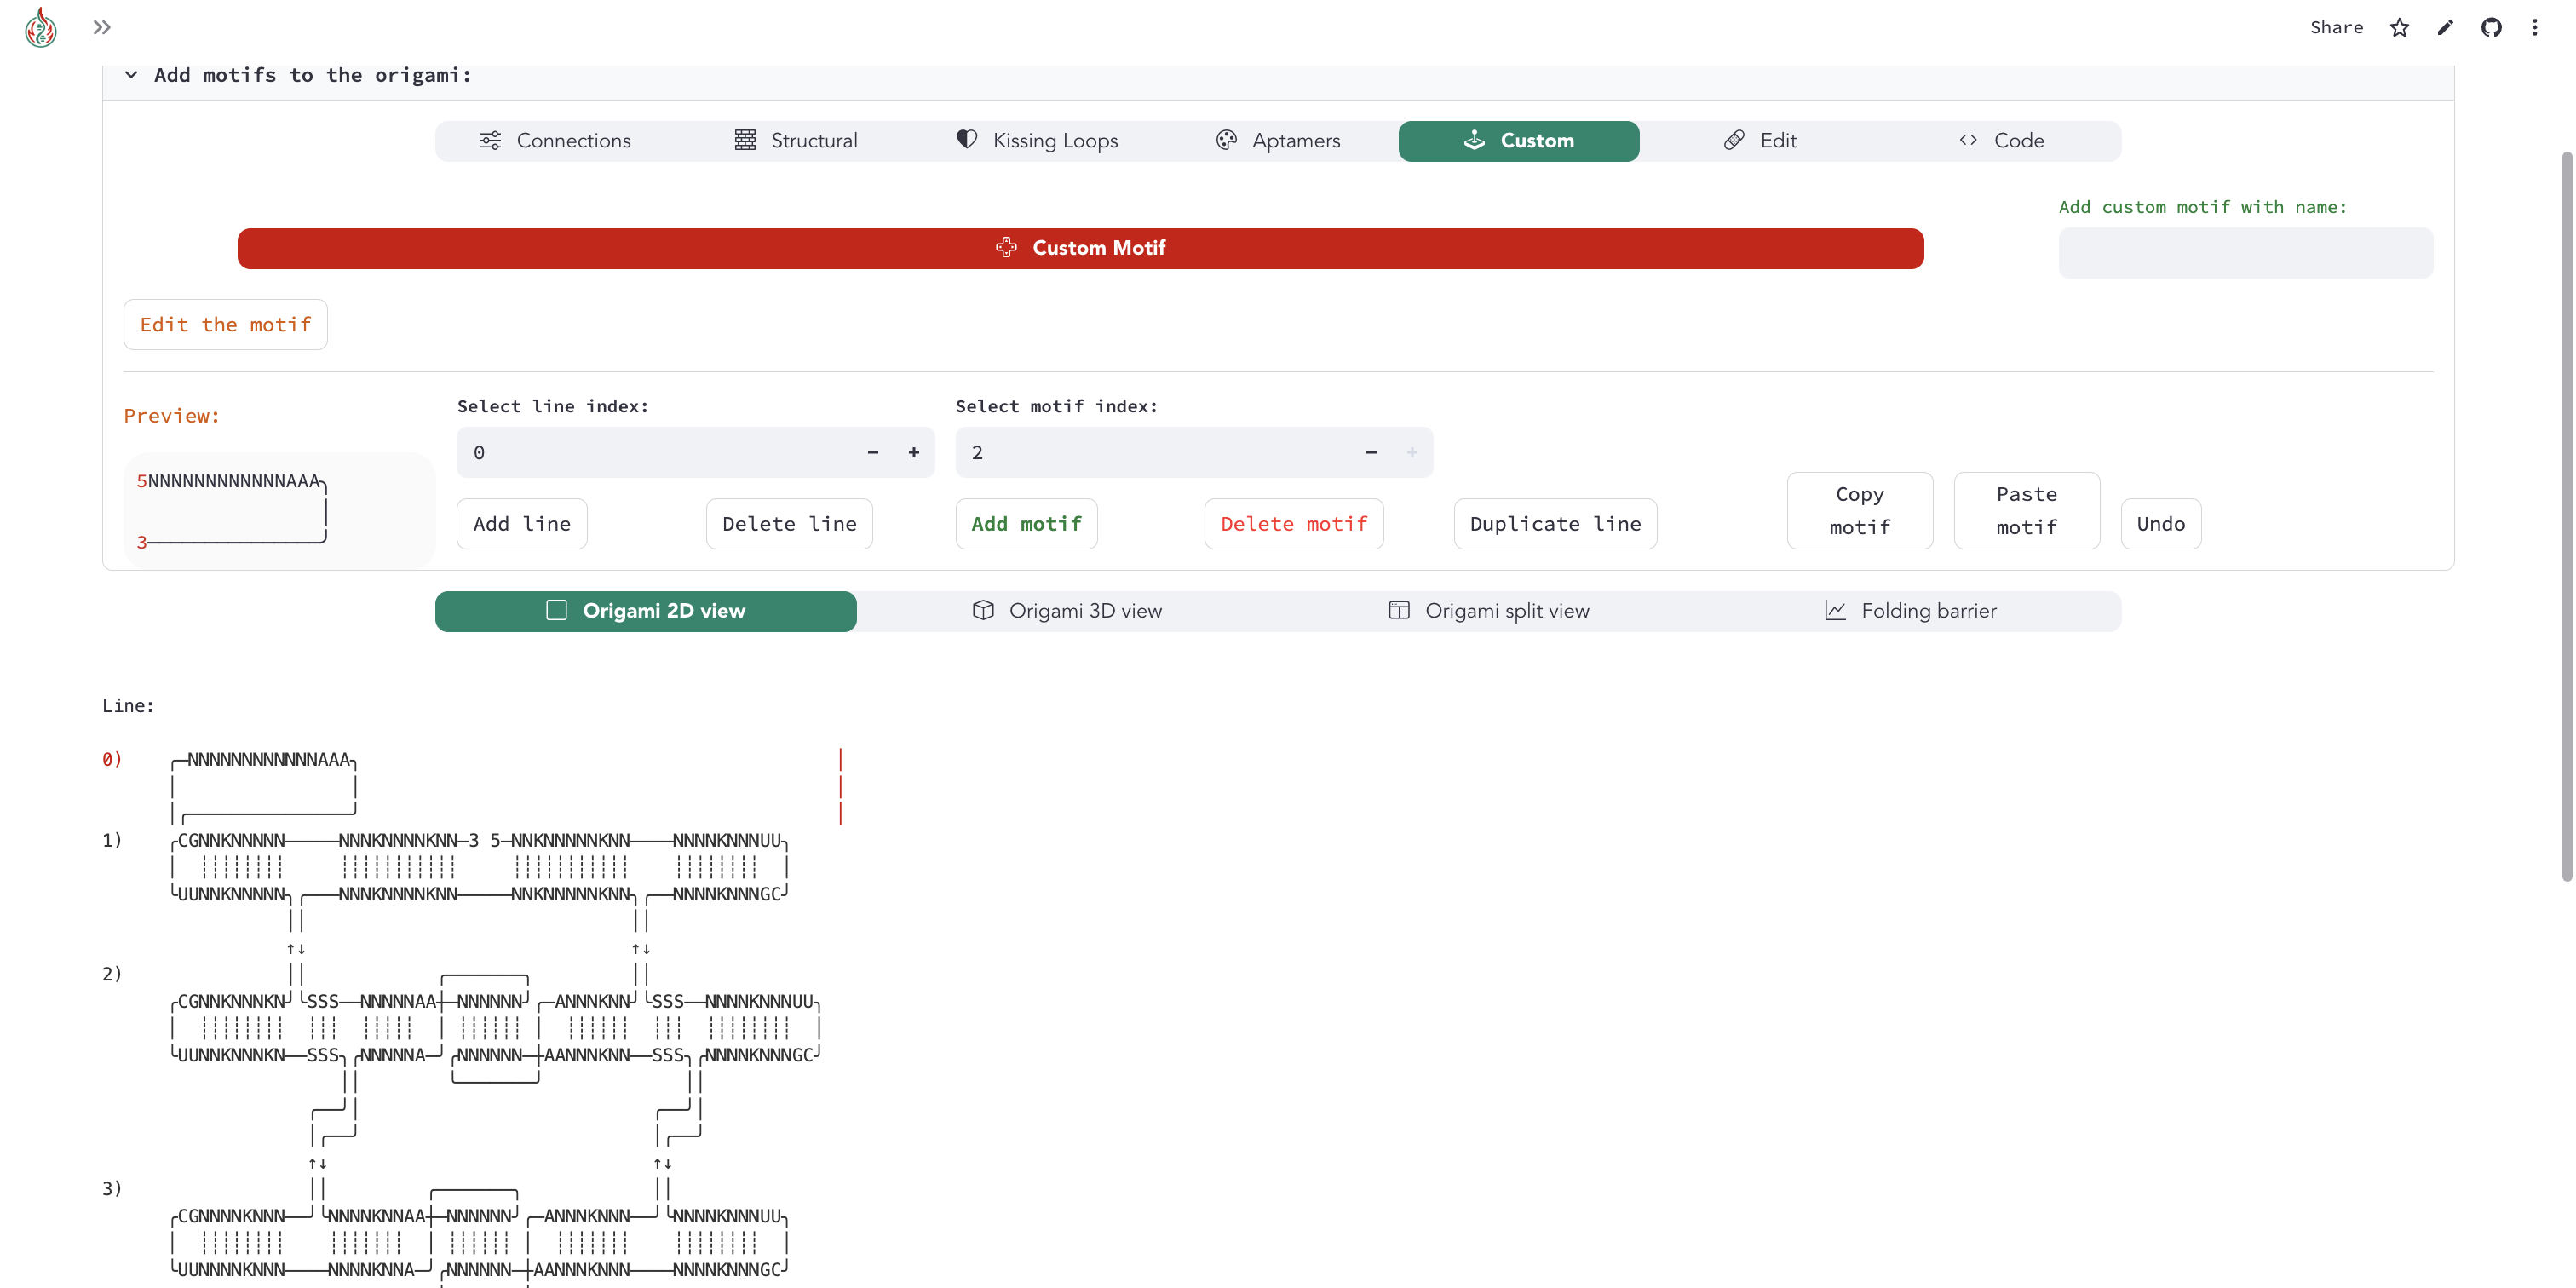 Share
Add motifs to the origami:
Connections Structural Kissing Loops Aptamers Custom Edit Code
Add custom motif with name:
Custom Motif
Edit the motif
Preview:
Select line index: Select motif index:
0 - + 2 - +
5NNNNNNNNNNNNAAA
3
Add line Delete line Add motif Delete motif Duplicate line Copy motif Paste motif Undo
Origami 2D view Origami 3D view Origami split view Folding barrier
Line:
0) NNNNNNNNNNNNAAA
1) CGNNKNNNNN NNNKNNNNKNN 3 5 NNKNNNNNKNN NNNNKNNNUU
UUNNKNNNNN NNNKNNNNKNN NNKNNNNNKNN NNNNKNNNGC
↑↓ ↑↓
2)
CGNNKNNNKN SSS NNNNNAA NNNNNN ANNNKNN SSS NNNNKNNNUU
UUNNKNNNKN SSS NNNNNA NNNNNN AANNNKNN SSS NNNNKNNNGC
↑↓ ↑↓
3)
CGNNNNKNNN NNNNKNNAA NNNNNN ANNNKNNN NNNNKNNNUU
UUNNNNKNNN NNNNKNNA NNNNNN AANNNKNNN NNNNKNNNGC